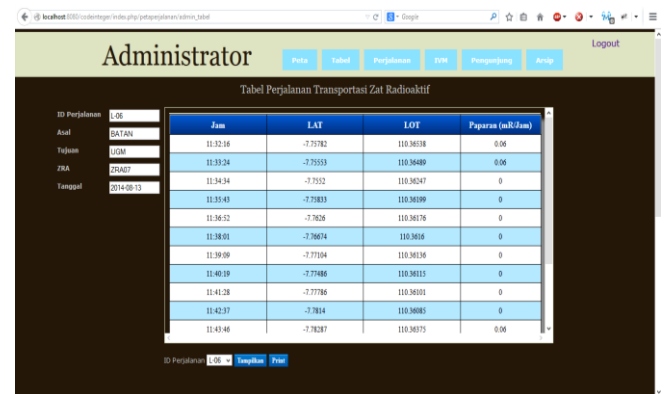 localhost:8080/codeinteger/index.php/petaperjalanan/admin_tabel
Google
Administrator
Peta Tabel Perjalanan IVM Pengunjung Arsip
Logout
Tabel Perjalanan Transportasi Zat Radioaktif
ID Perjalanan L-06
Asal BATAN
Tujuan UGM
ZRA ZRA07
Tanggal 2014-08-13
Jam LAT LOT Paparan (mR/Jam)
11:32:16 -7.75782 110.36538 0.06
11:33:24 -7.75553 110.36489 0.06
11:34:34 -7.7552 110.36247 0
11:35:43 -7.75833 110.36199 0
11:36:52 -7.7626 110.36176 0
11:38:01 -7.76674 110.3616 0
11:39:09 -7.77104 110.36136 0
11:40:19 -7.77486 110.36115 0
11:41:28 -7.77786 110.36101 0
11:42:37 -7.7814 110.36085 0
11:43:46 -7.78287 110.36375 0.06
ID Perjalanan L-06 Tampilkan Print